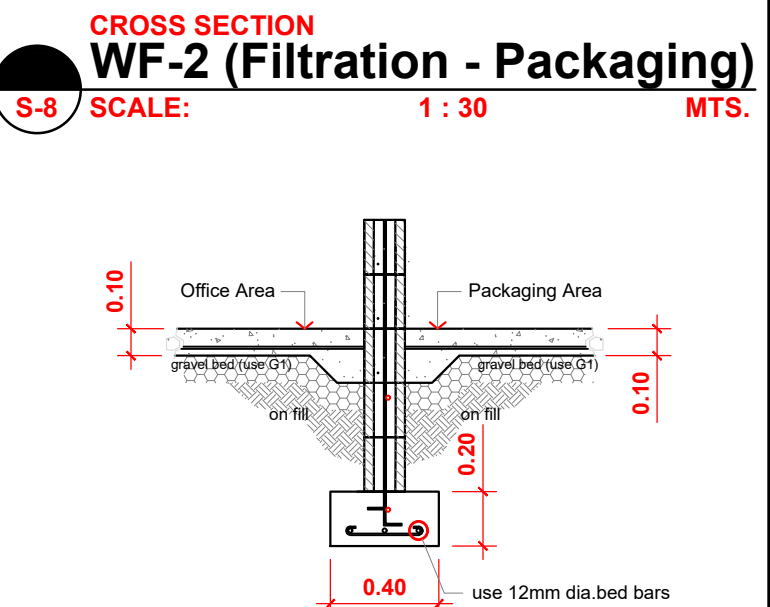 CROSS SECTION
WF-2 (Filtration - Packaging)
S-8 SCALE: 1 : 30 MTS.
0.10
Office Area
Packaging Area
gravel bed (use G1)
gravel bed (use G1)
0.10
on fill
on fill
0.20
0.40
use 12mm dia.bed bars